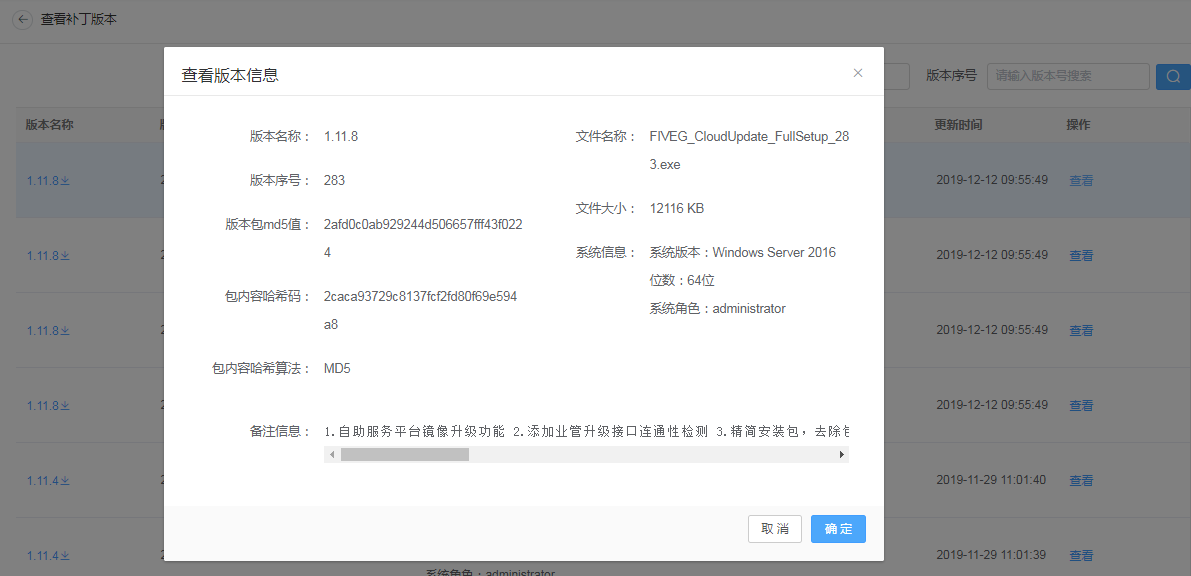 查看补丁版本
版本序号 请输入版本号搜索
版本名称 更新时间 操作
查看版本信息
版本名称： 1.11.8
版本序号： 283
版本包md5值： 2afd0c0ab929244d506657fff43f022
4
包内容哈希码： 2caca93729c8137fcf2fd80f69e594
a8
包内容哈希算法： MD5
文件名称： FIVEG_CloudUpdate_FullSetup_28
3.exe
文件大小： 12116 KB
系统信息： 系统版本：Windows Server 2016
位数：64位
系统角色：administrator
备注信息： 1.自助服务平台镜像升级功能 2.添加业管升级接口连通性检测 3.精简安装包，去除
取消 确定
1.11.8 2019-12-12 09:55:49 查看
1.11.8 2019-12-12 09:55:49 查看
1.11.8 2019-12-12 09:55:49 查看
1.11.8 2019-12-12 09:55:49 查看
1.11.4 2019-11-29 11:01:40 查看
1.11.4 2019-11-29 11:01:39 查看
系统角色：administrator